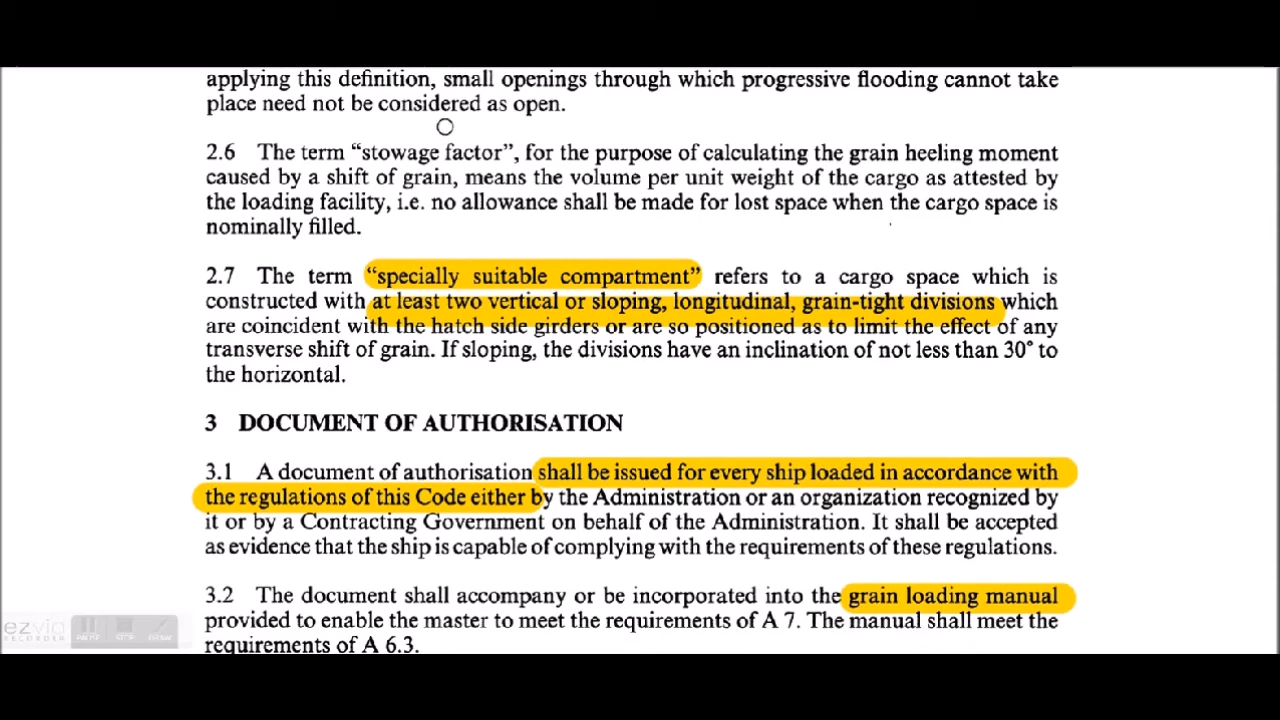 applying this definition, small openings through which progressive flooding cannot take
place need not be considered as open.
2.6 The term “stowage factor”, for the purpose of calculating the grain heeling moment
caused by a shift of grain, means the volume per unit weight of the cargo as attested by
the loading facility, i.e. no allowance shall be made for lost space when the cargo space is
nominally filled.
2.7 The term “specially suitable compartment” refers to a cargo space which is
constructed with at least two vertical or sloping, longitudinal, grain-tight divisions which
are coincident with the hatch side girders or are so positioned as to limit the effect of any
transverse shift of grain. If sloping, the divisions have an inclination of not less than 30° to
the horizontal.
3 DOCUMENT OF AUTHORISATION
3.1 A document of authorisation shall be issued for every ship loaded in accordance with
the regulations of this Code either by the Administration or an organization recognized by
it or by a Contracting Government on behalf of the Administration. It shall be accepted
as evidence that the ship is capable of complying with the requirements of these regulations.
3.2 The document shall accompany or be incorporated into the grain loading manual
provided to enable the master to meet the requirements of A 7. The manual shall meet the
requirements of A 6.3.
ezvid
RECORDER
PAUSE STOP DRAW